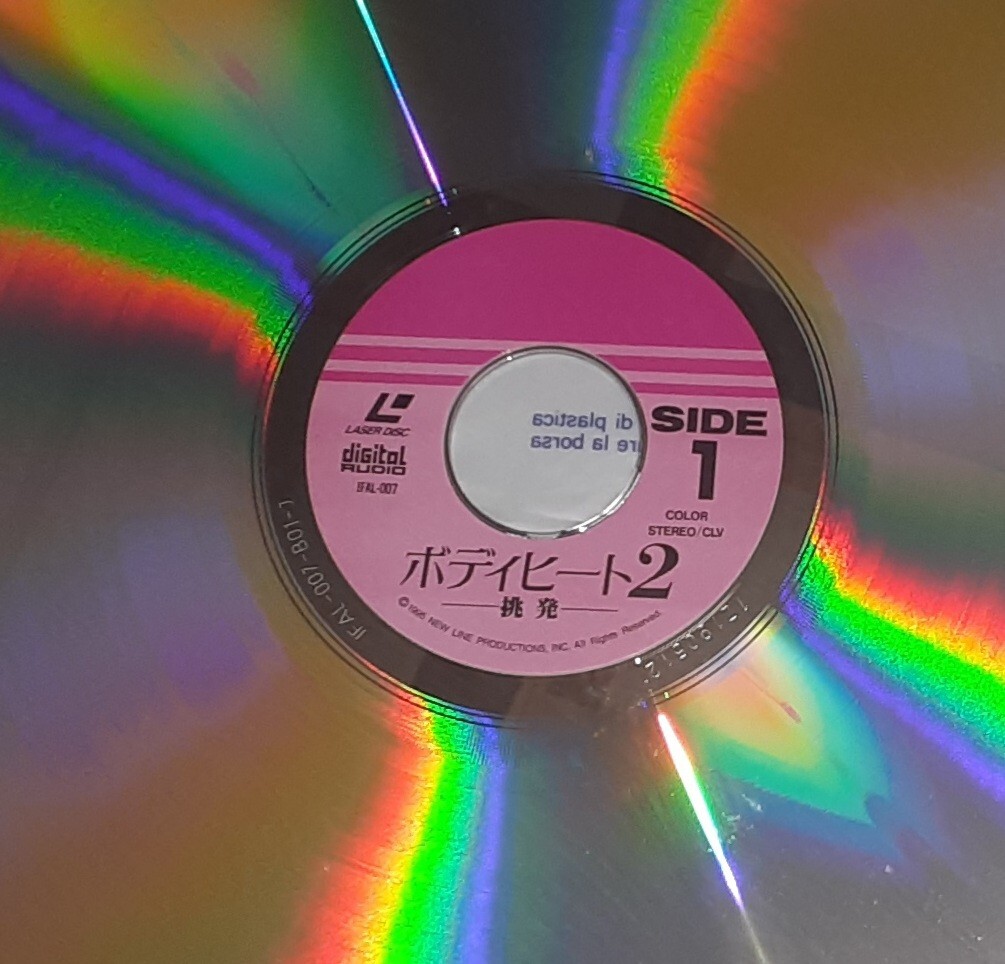 LASER DISC
digital
AUDIO
IFAL-007
SIDE
1
COLOR
STEREO/CLV
ボディヒート2
挑発
©1995 NEW LINE PRODUCTIONS, INC. All Rights Reserved.
IFAL-007-B01-1
di plastica
re la borsa